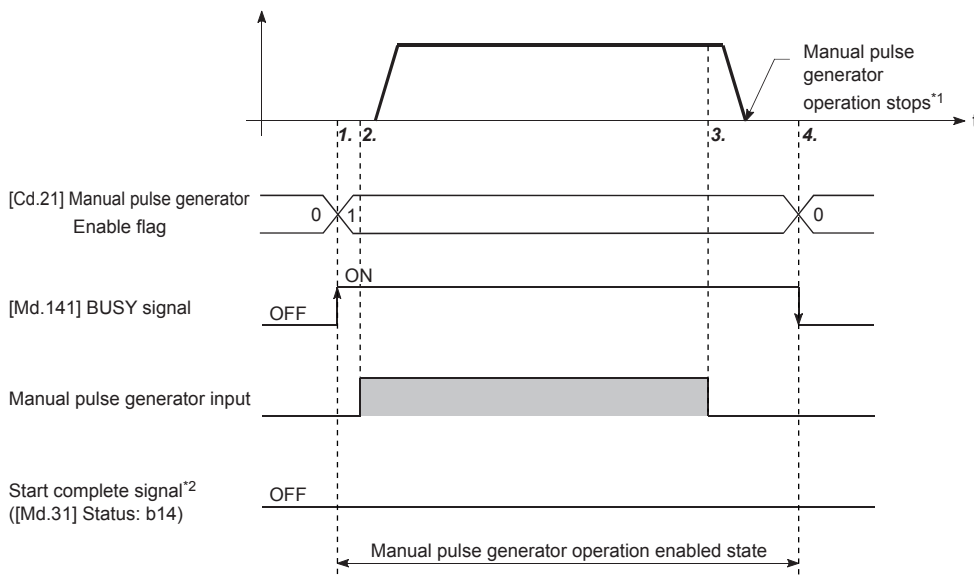 Manual pulse
generator
operation stops*1
t
1. 2. 3. 4.
[Cd.21] Manual pulse generator
Enable flag
0 1 0
ON
[Md.141] BUSY signal
OFF
Manual pulse generator input
Start complete signal*2
([Md.31] Status: b14)
OFF
Manual pulse generator operation enabled state